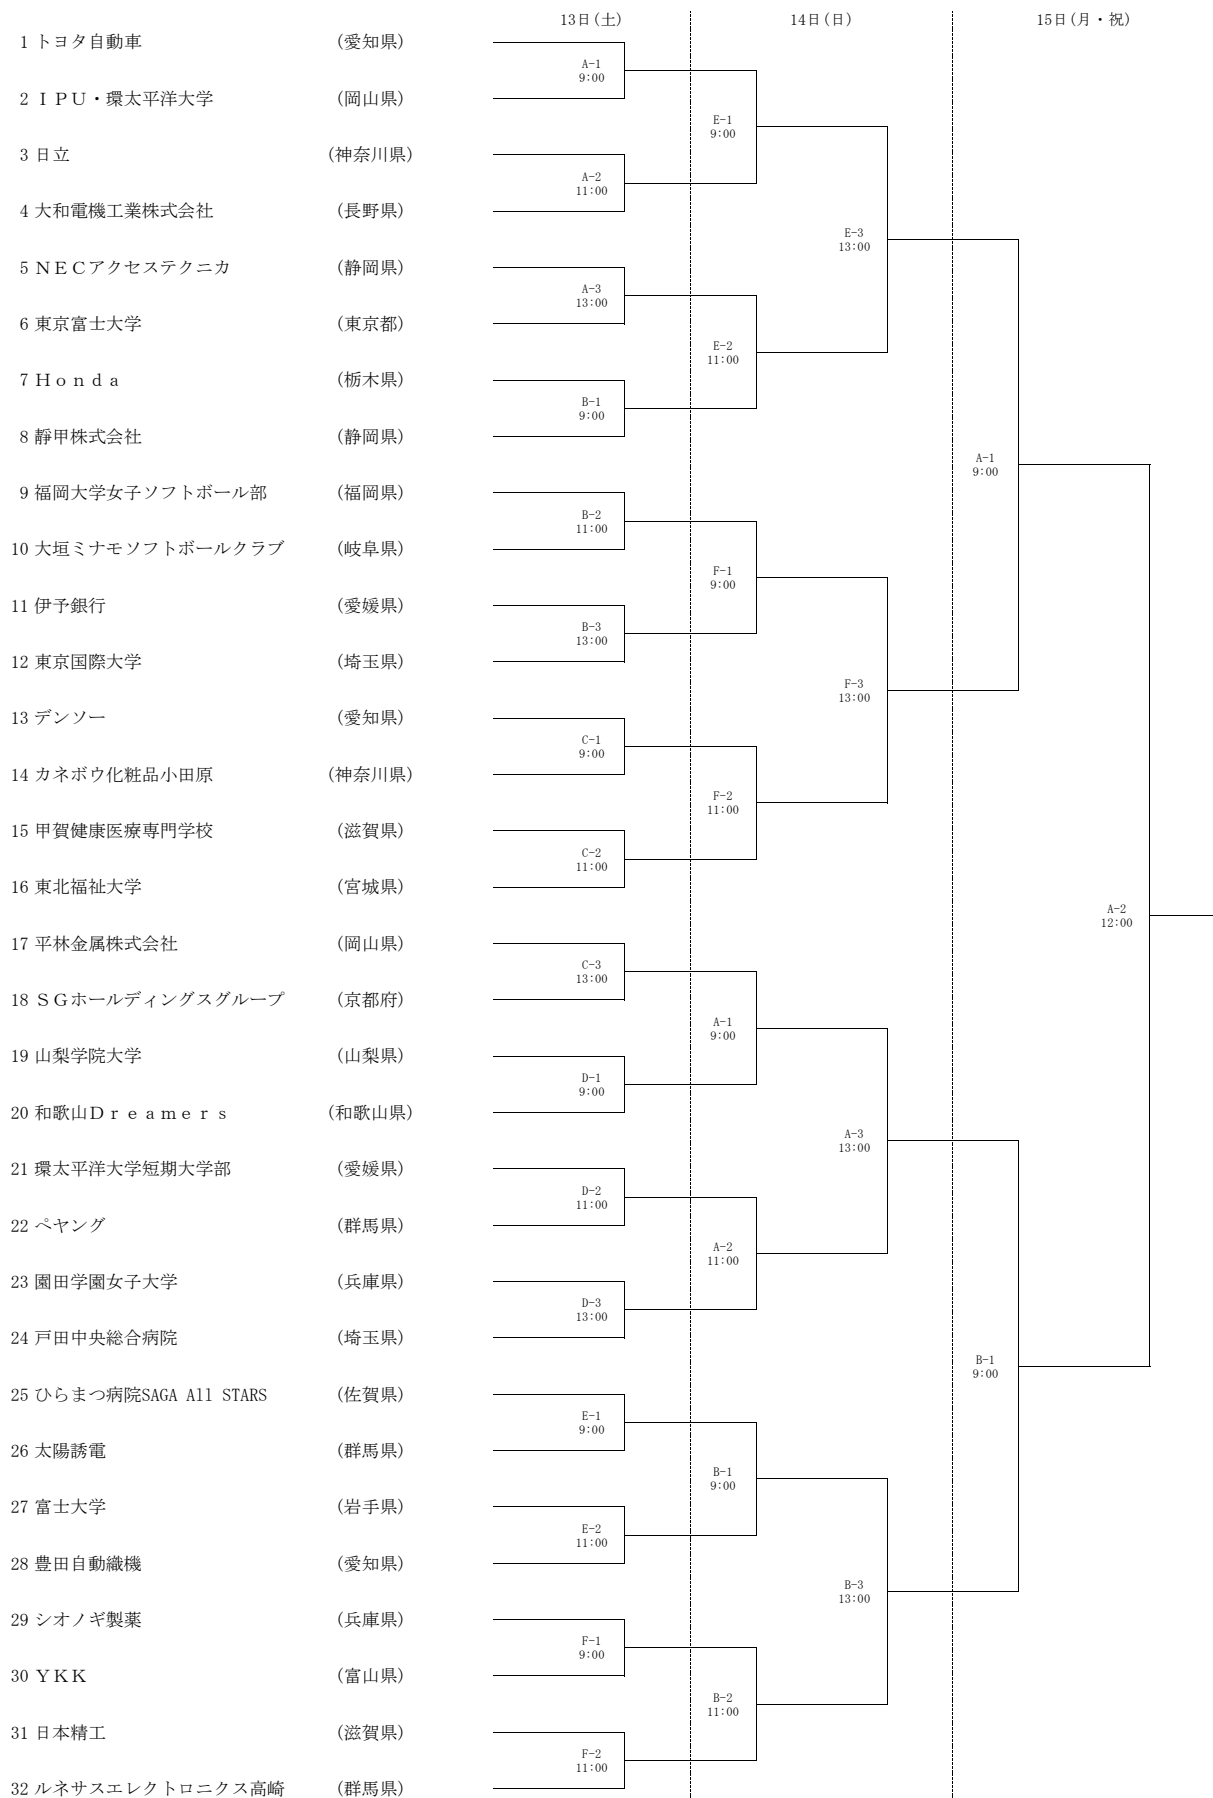 13日(土) 14日(日) 15日(月・祝)
1 トヨタ自動車 (愛知県)
A-1
9:00
2 ＩＰＵ・環太平洋大学 (岡山県)
E-1
9:00
3 日立 (神奈川県)
A-2
11:00
4 大和電機工業株式会社 (長野県)
E-3
13:00
5 ＮＥＣアクセステクニカ (静岡県)
A-3
13:00
6 東京富士大学 (東京都)
E-2
11:00
7 Ｈｏｎｄａ (栃木県)
B-1
9:00
8 靜甲株式会社 (静岡県)
A-1
9:00
9 福岡大学女子ソフトボール部 (福岡県)
B-2
11:00
10 大垣ミナモソフトボールクラブ (岐阜県)
F-1
9:00
11 伊予銀行 (愛媛県)
B-3
13:00
12 東京国際大学 (埼玉県)
F-3
13:00
13 デンソー (愛知県)
C-1
9:00
14 カネボウ化粧品小田原 (神奈川県)
F-2
11:00
15 甲賀健康医療専門学校 (滋賀県)
C-2
11:00
16 東北福祉大学 (宮城県)
A-2
12:00
17 平林金属株式会社 (岡山県)
C-3
13:00
18 ＳＧホールディングスグループ (京都府)
A-1
9:00
19 山梨学院大学 (山梨県)
D-1
9:00
20 和歌山Ｄｒｅａｍｅｒｓ (和歌山県)
A-3
13:00
21 環太平洋大学短期大学部 (愛媛県)
D-2
11:00
22 ペヤング (群馬県)
A-2
11:00
23 園田学園女子大学 (兵庫県)
D-3
13:00
24 戸田中央総合病院 (埼玉県)
B-1
9:00
25 ひらまつ病院SAGA All STARS (佐賀県)
E-1
9:00
26 太陽誘電 (群馬県)
B-1
9:00
27 富士大学 (岩手県)
E-2
11:00
28 豊田自動織機 (愛知県)
B-3
13:00
29 シオノギ製薬 (兵庫県)
F-1
9:00
30 ＹＫＫ (富山県)
B-2
11:00
31 日本精工 (滋賀県)
F-2
11:00
32 ルネサスエレクトロニクス高崎 (群馬県)